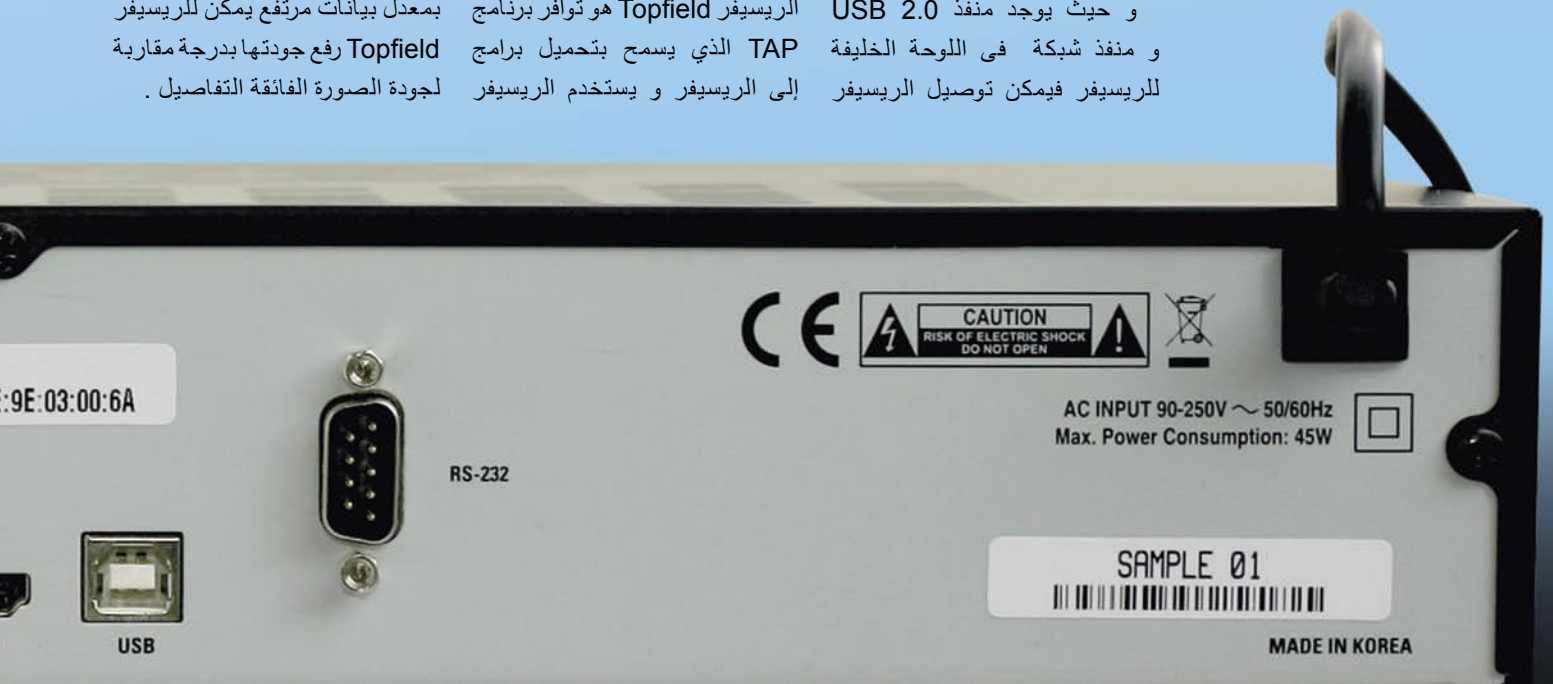 و حيث يوجد منفذ USB 2.0
و منفذ شبكة فى اللوحة الخليفة
للريسيفر فيمكن توصيل الريسيفر
الريسيفر Topfield هو توافر برنامج
TAP الذي يسمح بتحميل برامج
إلى الريسيفر و يستخدم الريسيفر
بمعدل بيانات مرتفع يمكن للريسيفر
Topfield رفع جودتها بدرجة مقاربة
لجودة الصورة الفائقة التفاصيل .
CE
CAUTION
RISK OF ELECTRIC SHOCK
DO NOT OPEN
:9E:03:00:6A
AC INPUT 90-250V ~ 50/60Hz
Max. Power Consumption: 45W
RS-232
SAMPLE 01
USB
MADE IN KOREA